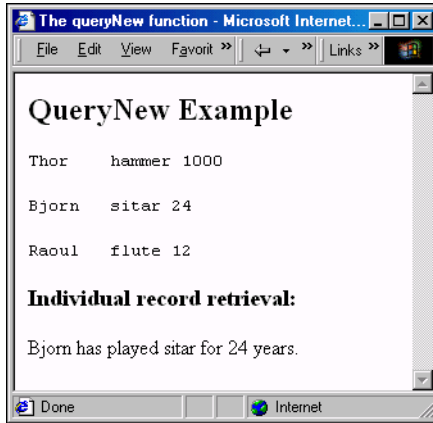 The queryNew function - Microsoft Internet...
File Edit View Favorit » » Links »
QueryNew Example
Thor hammer 1000
Bjorn sitar 24
Raoul flute 12
Individual record retrieval:
Bjorn has played sitar for 24 years.
Done Internet